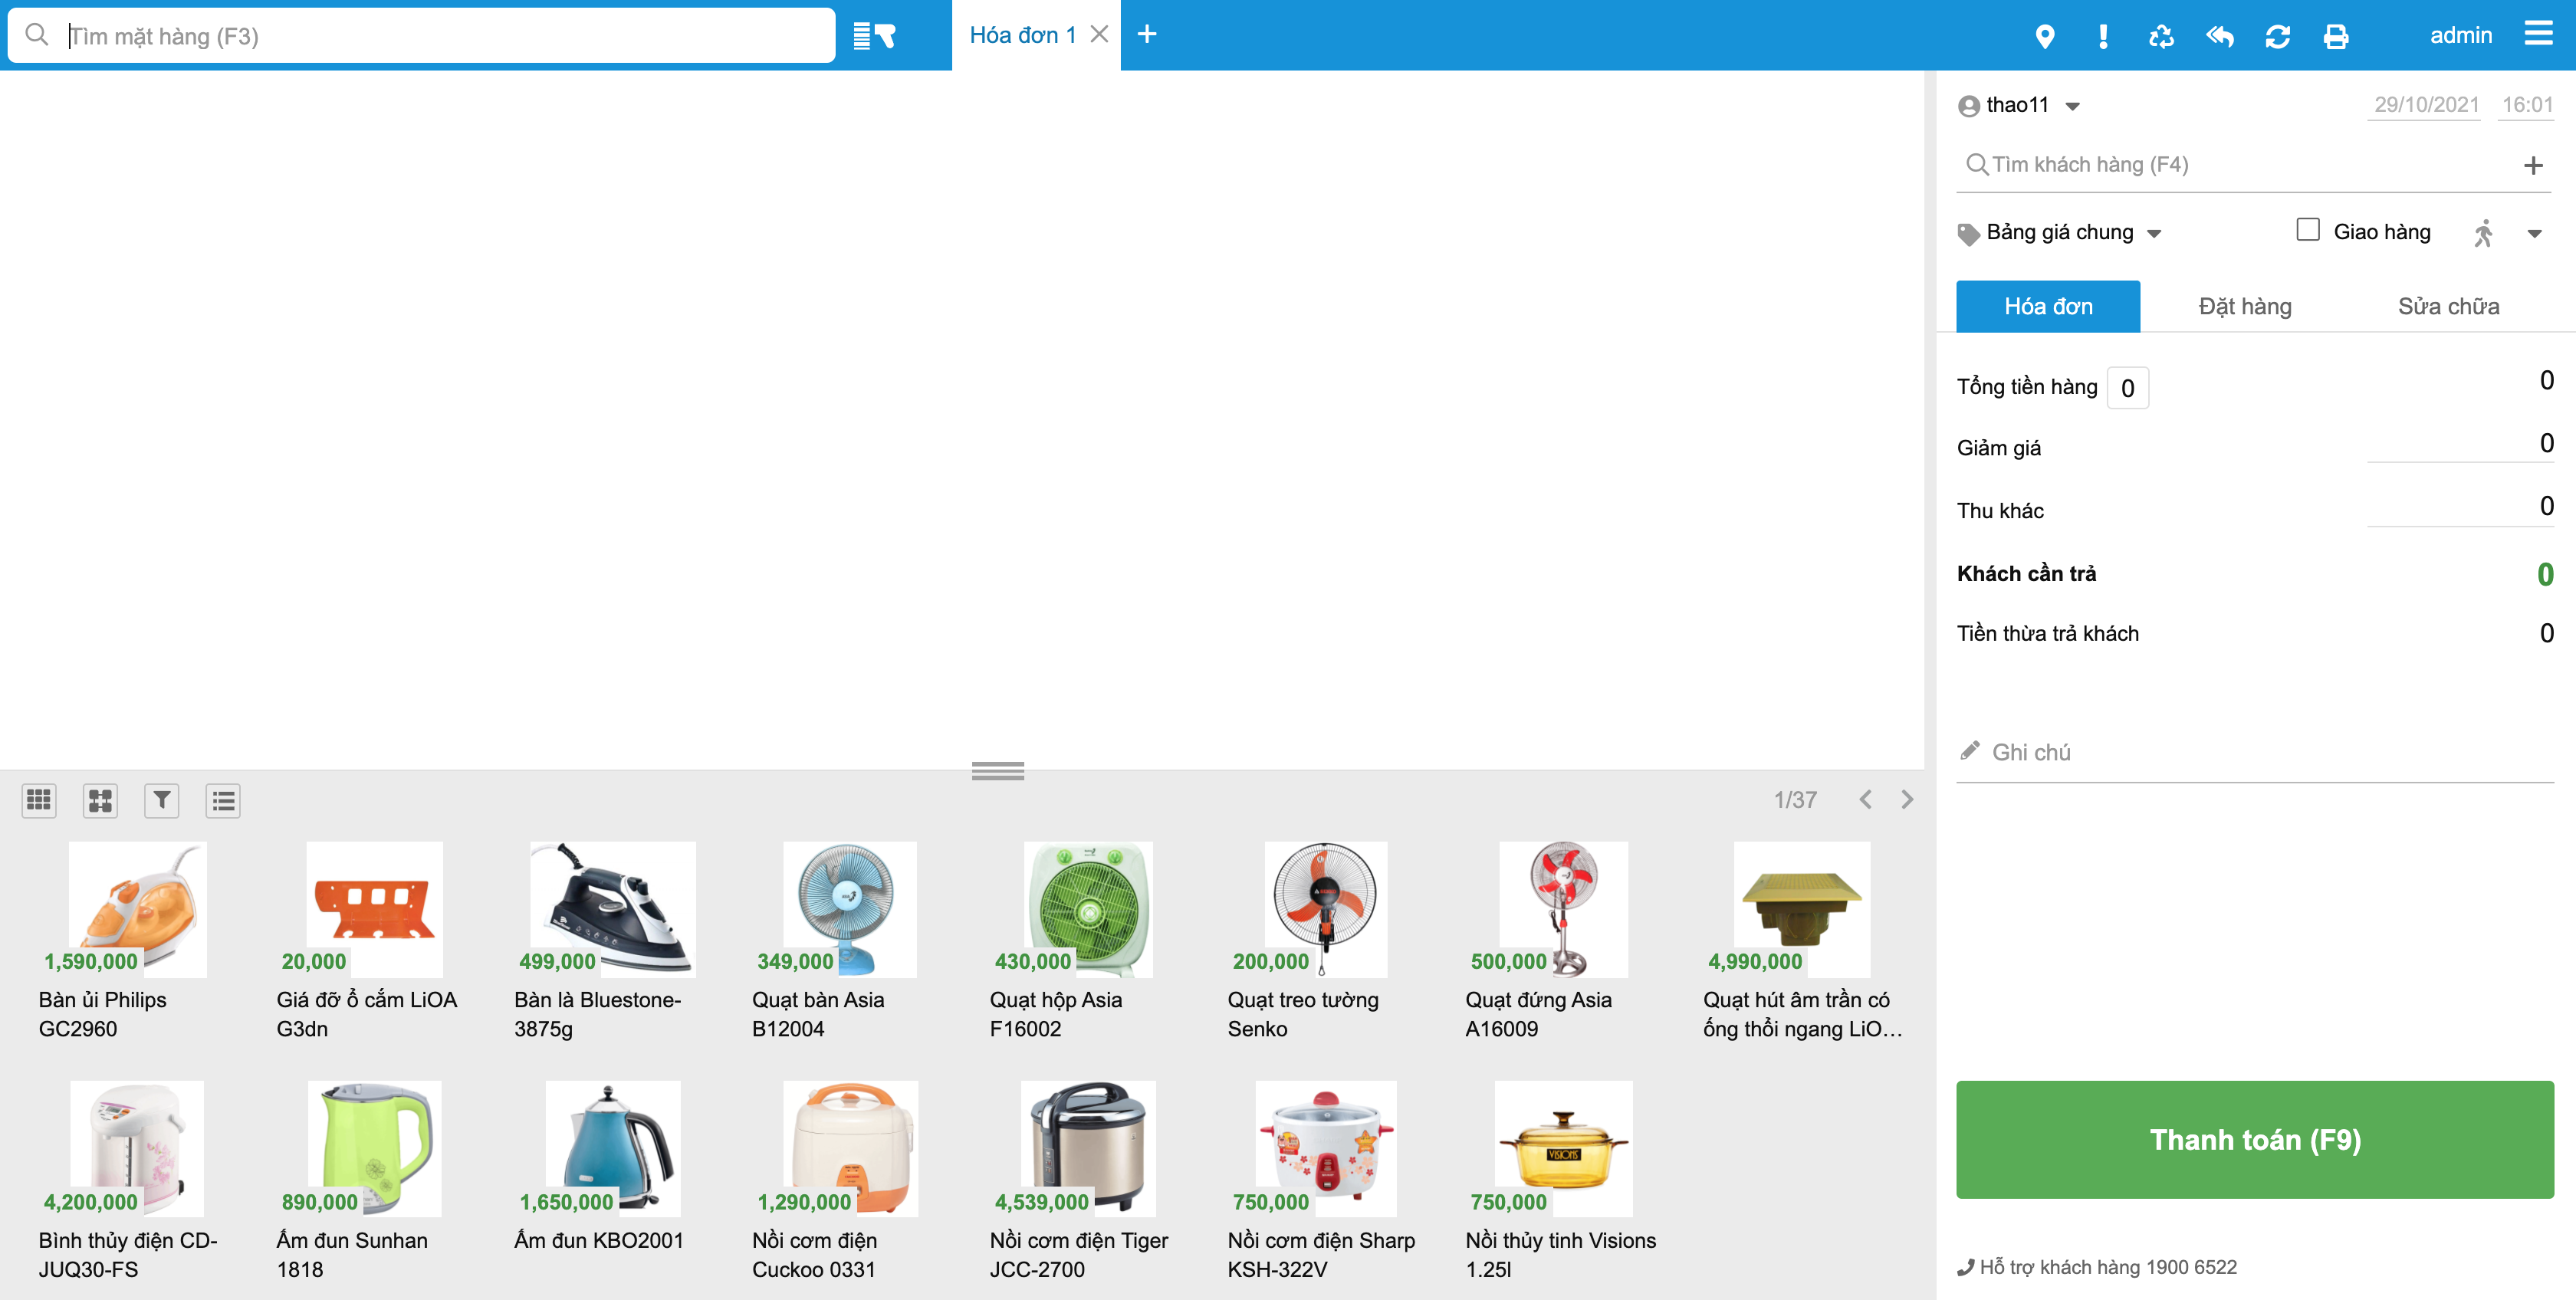 Tìm mặt hàng (F3)
Hóa đơn 1
admin
thao11
29/10/2021 16:01
Tìm khách hàng (F4)
Bảng giá chung
Giao hàng
Hóa đơn Đặt hàng Sửa chữa
Tổng tiền hàng 0 0
Giảm giá 0
Thu khác 0
Khách cần trả 0
Tiền thừa trả khách 0
Ghi chú
1/37
1,590,000
Bàn ủi Philips
GC2960
20,000
Giá đỡ ổ cắm LiOA
G3dn
499,000
Bàn là Bluestone-
3875g
349,000
Quạt bàn Asia
B12004
430,000
Quạt hộp Asia
F16002
200,000
Quạt treo tường
Senko
500,000
Quạt đứng Asia
A16009
4,990,000
Quạt hút âm trần có
ống thổi ngang LiO...
4,200,000
Bình thủy điện CD-
JUQ30-FS
890,000
Ấm đun Sunhan
1818
1,650,000
Ấm đun KBO2001
1,290,000
Nồi cơm điện
Cuckoo 0331
4,539,000
Nồi cơm điện Tiger
JCC-2700
750,000
Nồi cơm điện Sharp
KSH-322V
VISIONS
750,000
Nồi thủy tinh Visions
1.25l
Thanh toán (F9)
Hỗ trợ khách hàng 1900 6522